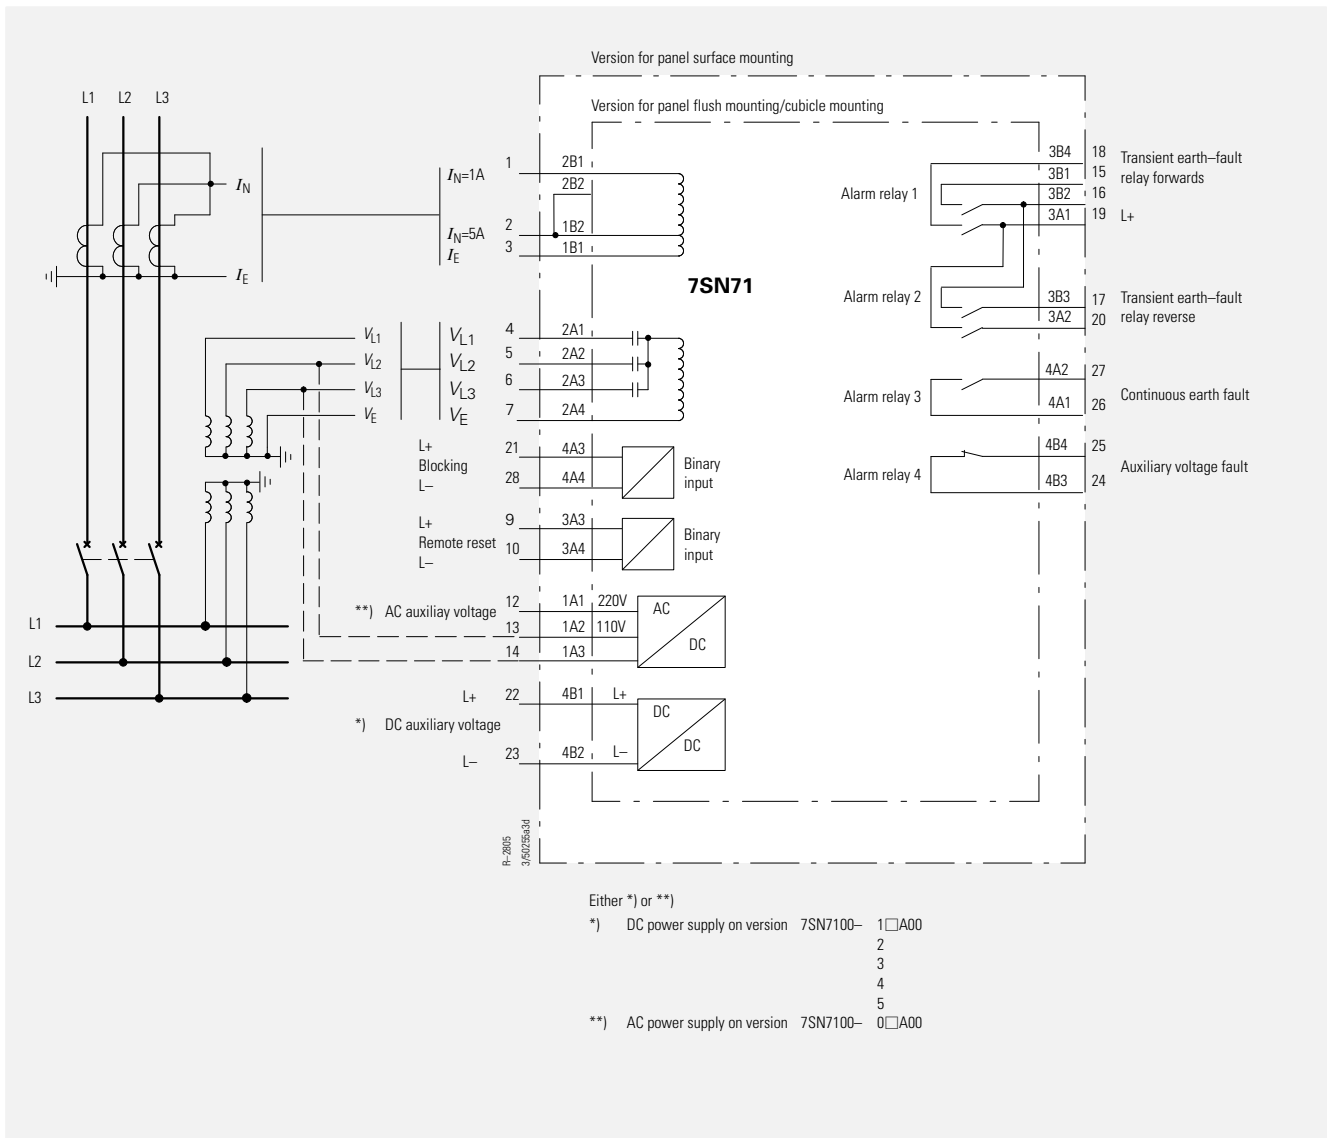 Version for panel surface mounting
L1 L2 L3
Version for panel flush mounting/cubicle mounting
IN
IE
IN=1A
IN=5A
IE
1 2B1
2B2
2 1B2
3 1B1
7SN71
Alarm relay 1
3B4 18
3B1 15
3B2 16
3A1 19
Transient earth–fault
relay forwards
L+
Alarm relay 2
3B3 17
3A2 20
Transient earth–fault
relay reverse
VL1
VL2
VL3
VE
VL1
VL2
VL3
VE
4 2A1
5 2A2
6 2A3
7 2A4
Alarm relay 3
4A2 27
4A1 26
Continuous earth fault
L+
Blocking
L–
21 4A3
28 4A4
Binary
input
Alarm relay 4
4B4 25
4B3 24
Auxiliary voltage fault
L+
Remote reset
L–
9 3A3
10 3A4
Binary
input
**) AC auxiliay voltage
12 1A1 220V
13 1A2 110V
14 1A3
AC
DC
L1
L2
L3
L+ 22 4B1 L+
*) DC auxiliary voltage
L– 23 4B2 L–
DC
DC
R–2805
3/50255a3d
Either *) or **)
*) DC power supply on version 7SN7100– 1□A00
2
3
4
5
**) AC power supply on version 7SN7100– 0□A00